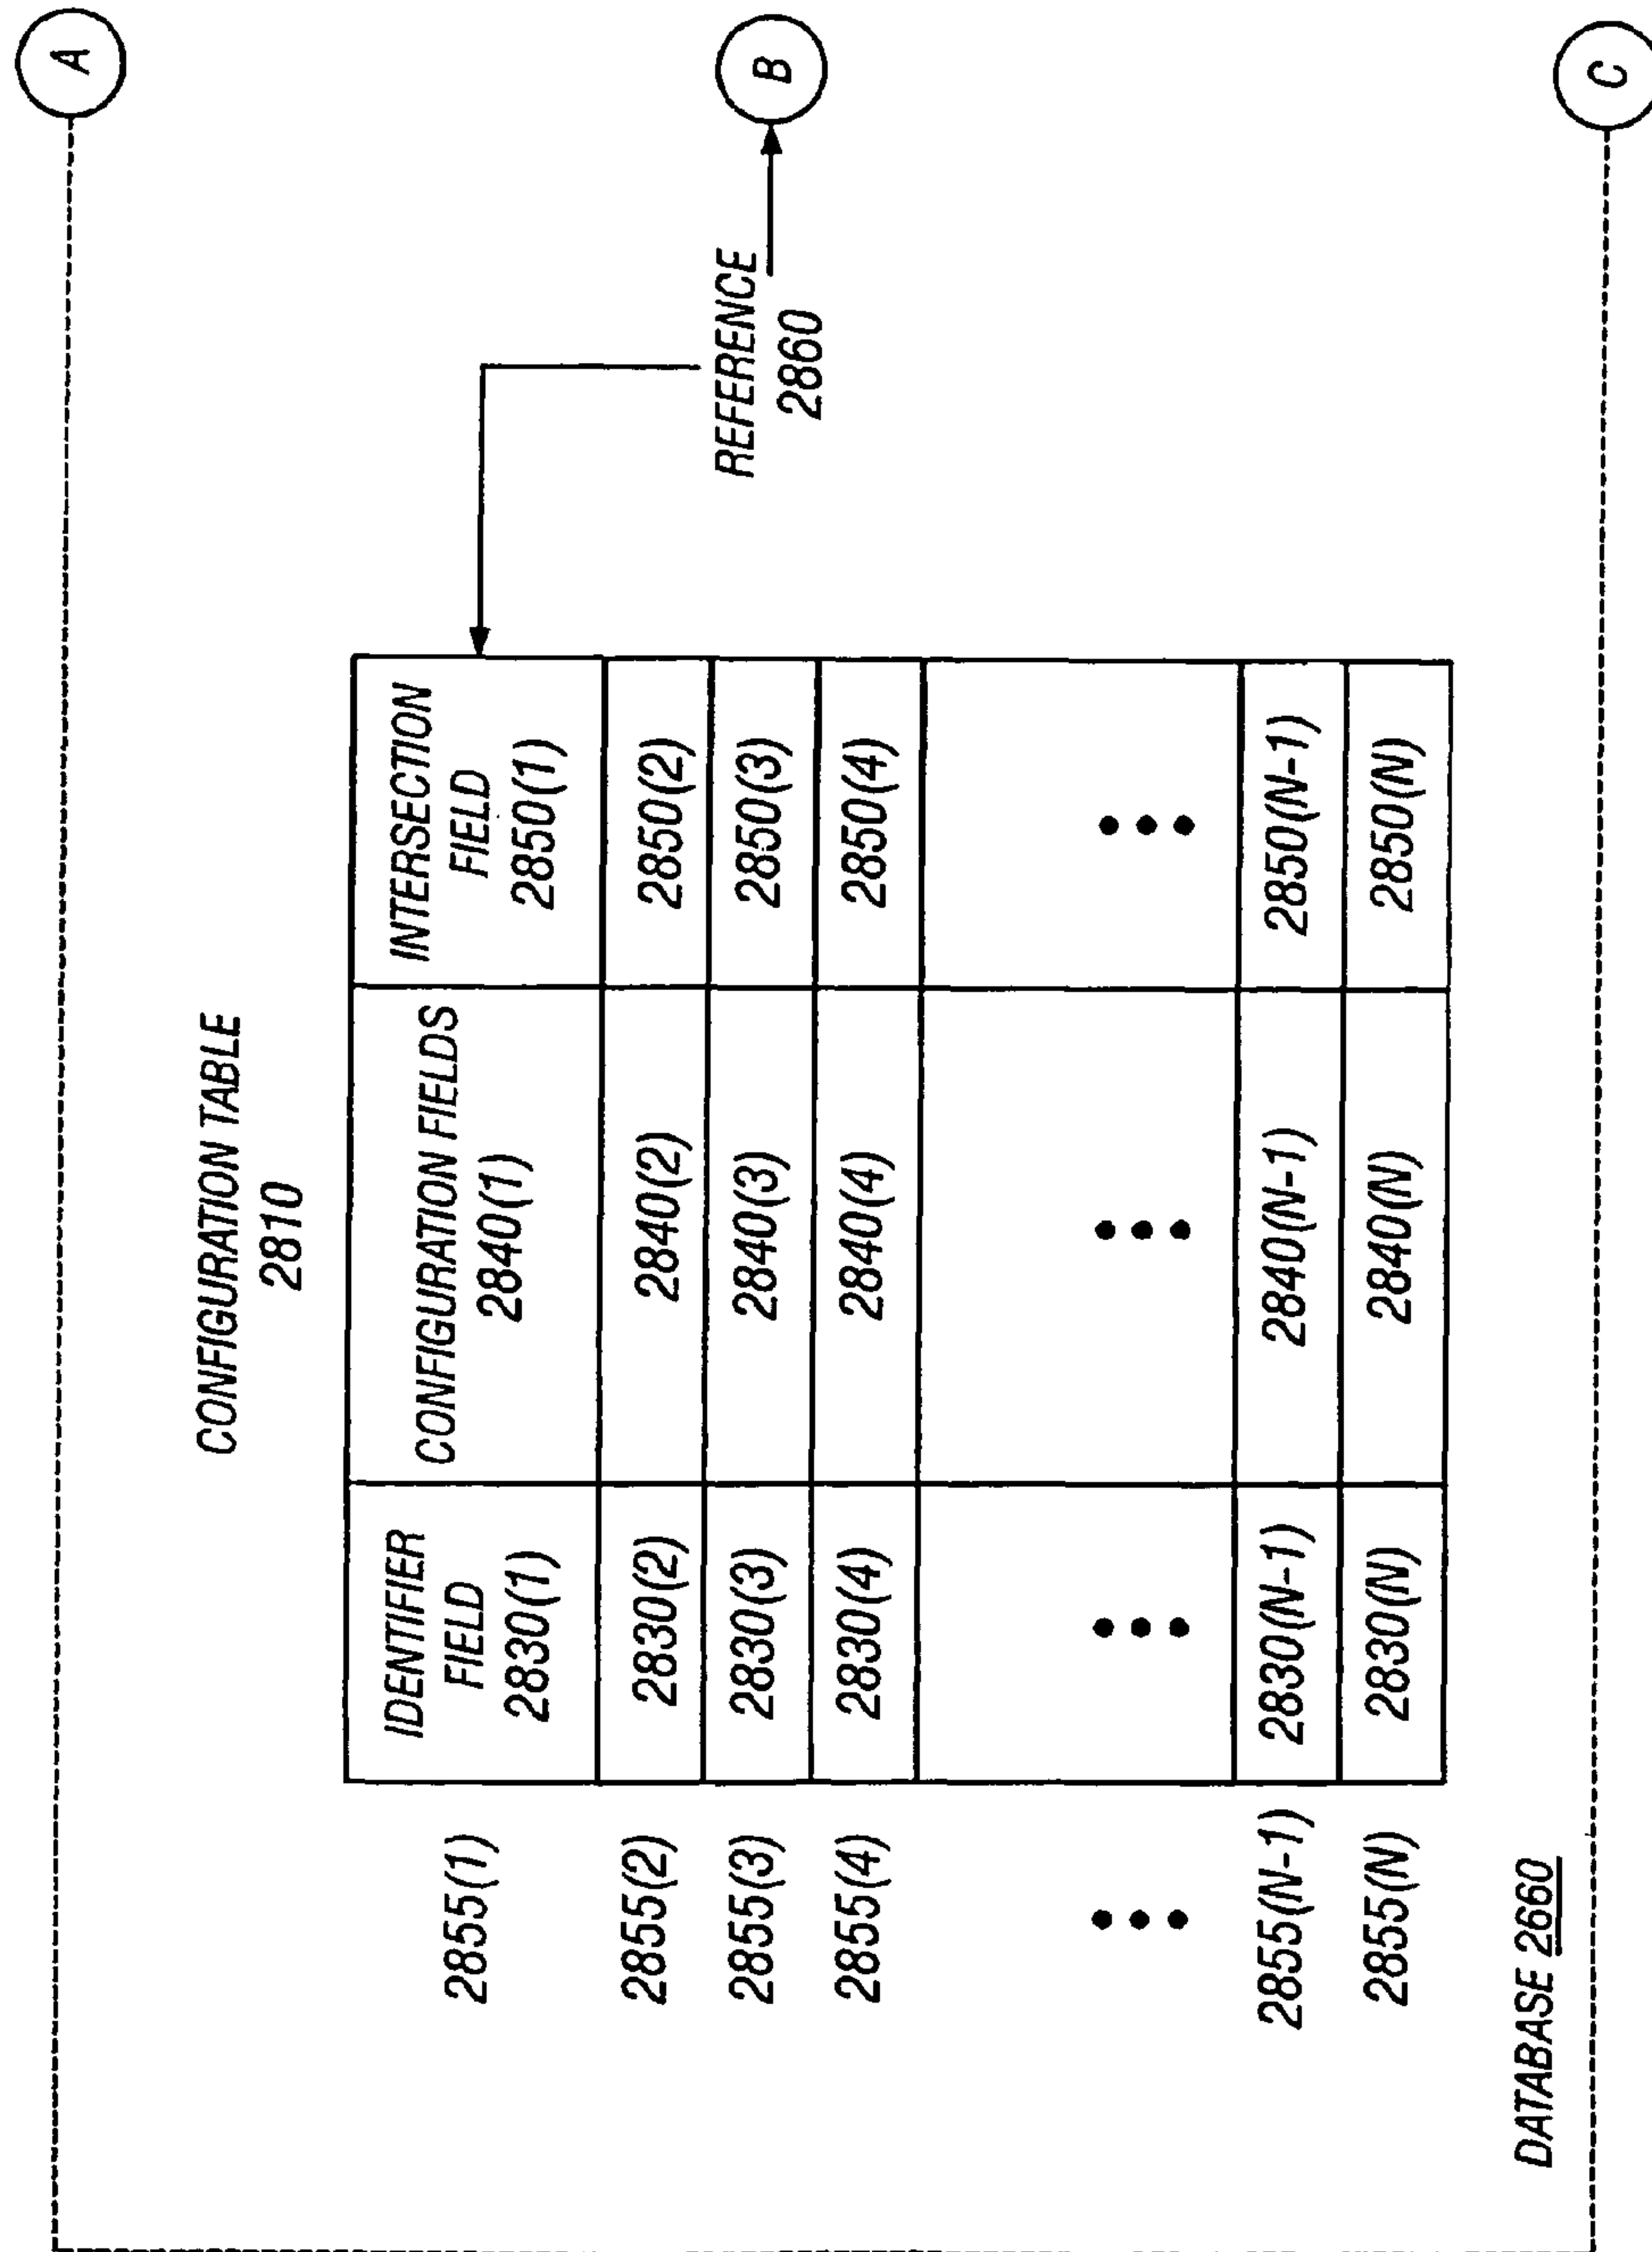 A
CONFIGURATION TABLE
2810
IDENTIFIER
FIELD
2830(1)
CONFIGURATION FIELDS
2840(1)
INTERSECTION
FIELD
2850(1)
2855(1)
2855(2) 2830(2) 2840(2) 2850(2)
2855(3) 2830(3) 2840(3) 2850(3)
2855(4) 2830(4) 2840(4) 2850(4)
2855(N-1) 2830(N-1) 2840(N-1) 2850(N-1)
2855(N) 2830(N) 2840(N) 2850(N)
REFERENCE
2860
B
DATABASE 2660
C